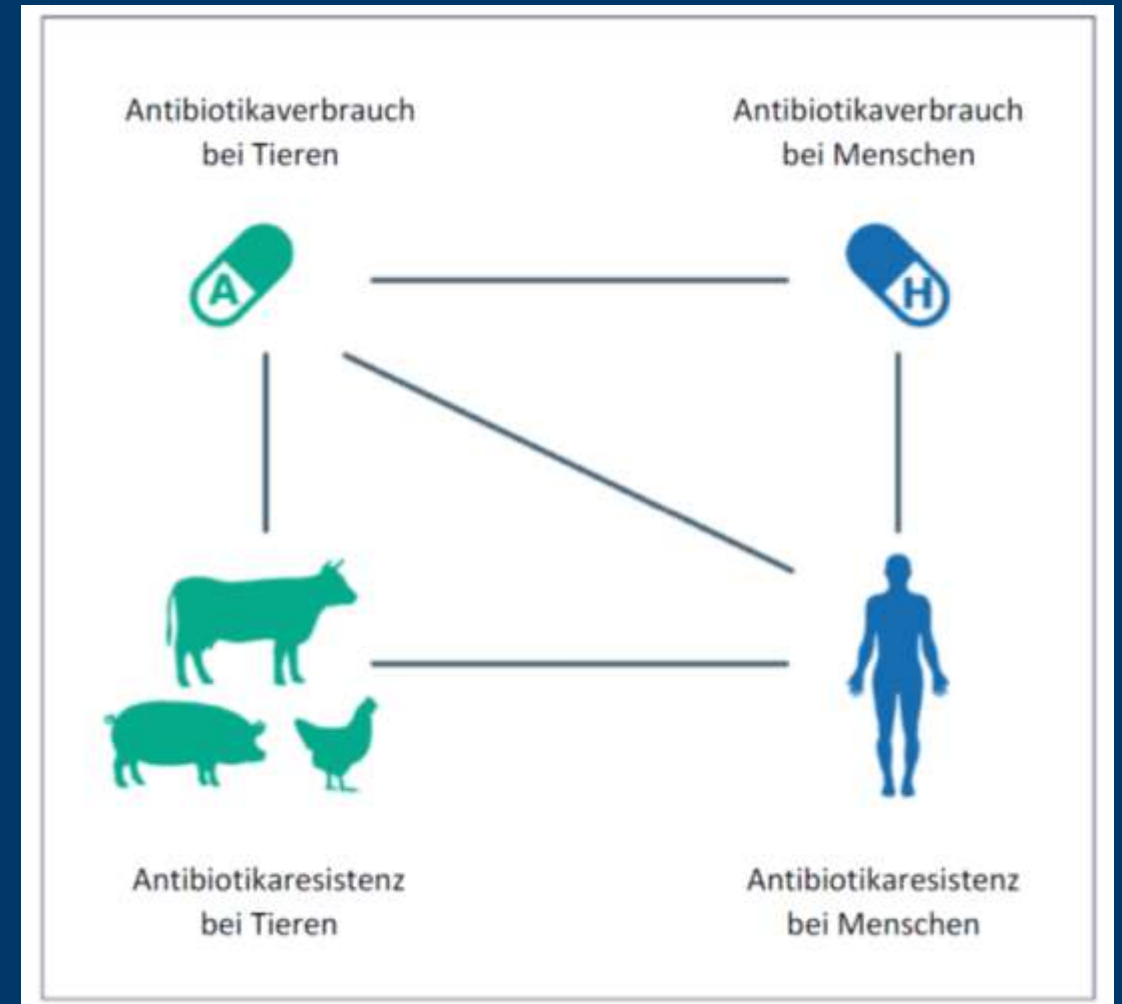 Antibiotikaverbrauch
bei Tieren
Antibiotikaverbrauch
bei Menschen
A
H
Antibiotikaresistenz
bei Tieren
Antibiotikaresistenz
bei Menschen